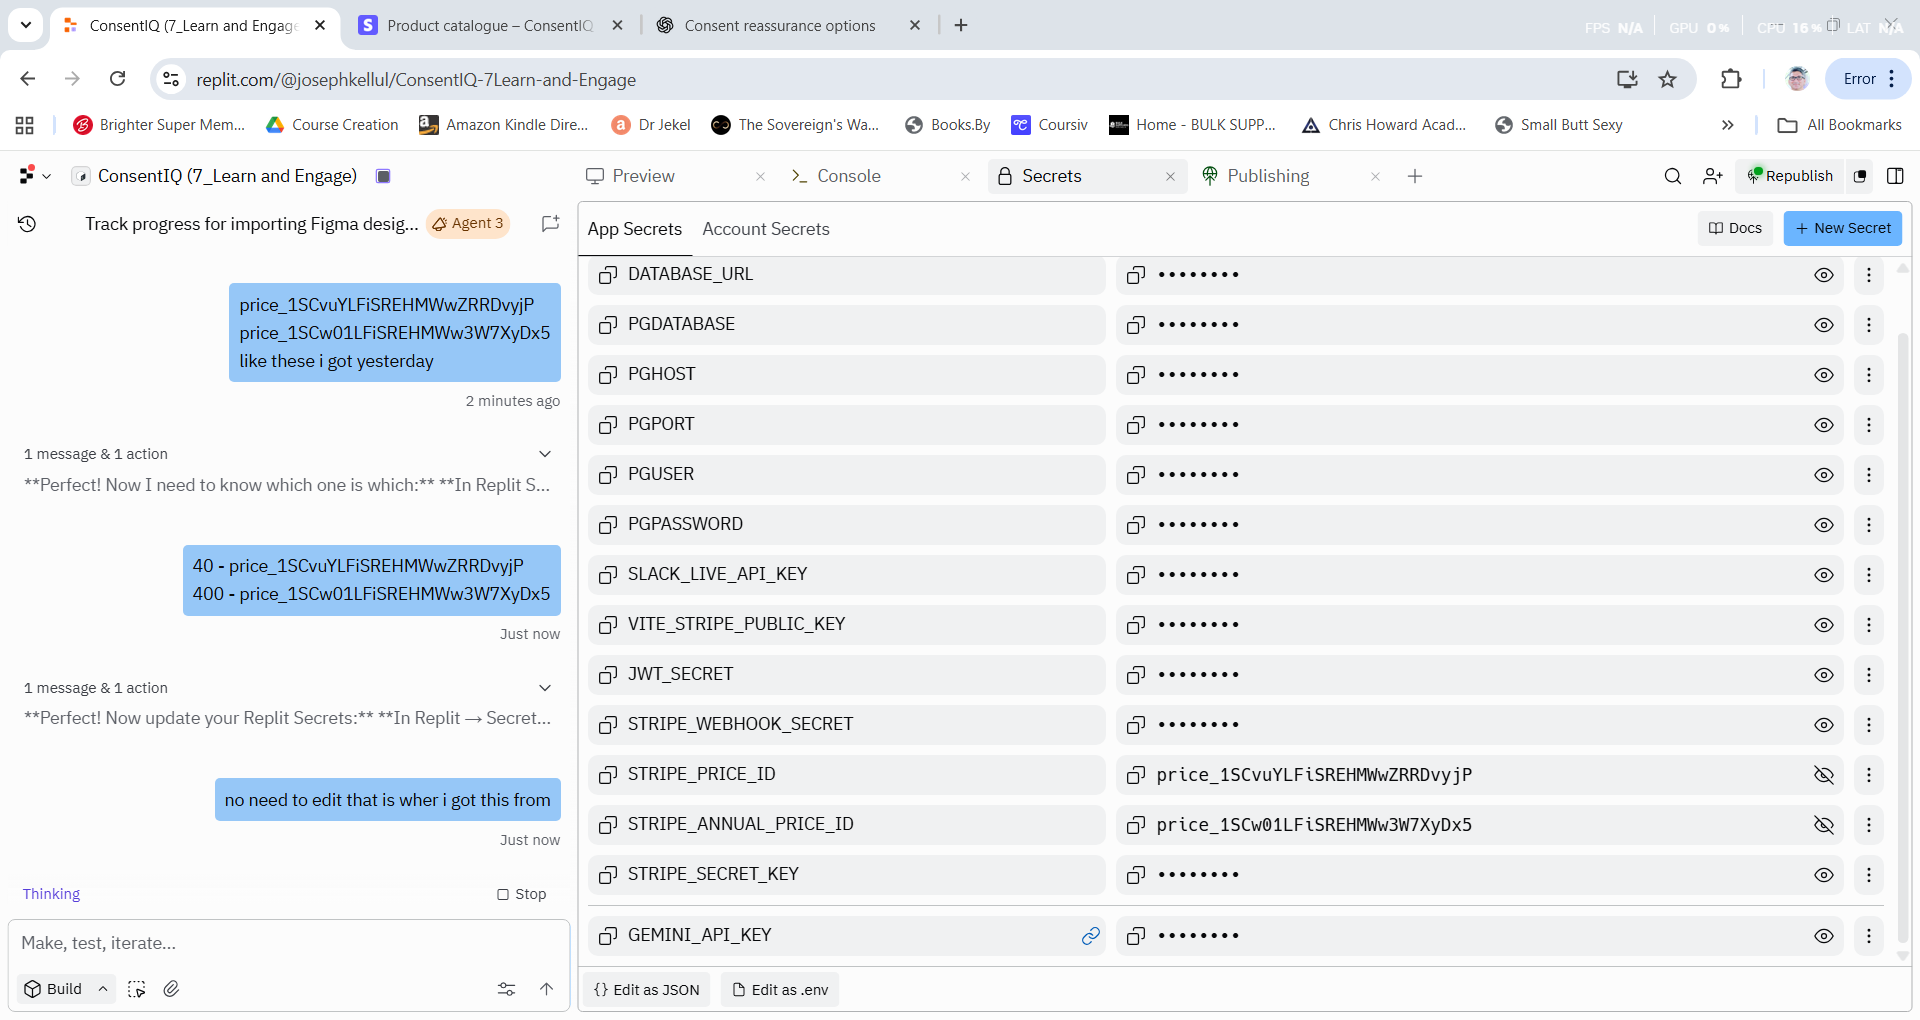 ConsentIQ (7_Learn and Engage
Product catalogue – ConsentIQ
Consent reassurance options
FPS N/A GPU 0% CPU 16% LAT N/A
replit.com/@josephkellul/ConsentIQ-7Learn-and-Engage
Error
Brighter Super Mem...
Course Creation
Amazon Kindle Dire...
Dr Jekel
The Sovereign's Wa...
Books.By
Coursiv
Home - BULK SUPP...
Chris Howard Acad...
Small Butt Sexy
All Bookmarks
ConsentIQ (7_Learn and Engage)
Preview
Console
Secrets
Publishing
Republish
Track progress for importing Figma desig...
Agent 3
price_1SCvuYLFiSREHMWwZRRDvyjP
price_1SCw01LFiSREHMWw3W7XyDx5
like these i got yesterday
2 minutes ago
1 message & 1 action
**Perfect! Now I need to know which one is which:** **In Replit S...
40 - price_1SCvuYLFiSREHMWwZRRDvyjP
400 - price_1SCw01LFiSREHMWw3W7XyDx5
Just now
1 message & 1 action
**Perfect! Now update your Replit Secrets:** **In Replit → Secret...
no need to edit that is wher i got this from
Just now
Thinking
Stop
Make, test, iterate...
Build
App Secrets
Account Secrets
Docs
New Secret
DATABASE_URL ••••••••
PGDATABASE ••••••••
PGHOST ••••••••
PGPORT ••••••••
PGUSER ••••••••
PGPASSWORD ••••••••
SLACK_LIVE_API_KEY ••••••••
VITE_STRIPE_PUBLIC_KEY ••••••••
JWT_SECRET ••••••••
STRIPE_WEBHOOK_SECRET ••••••••
STRIPE_PRICE_ID price_1SCvuYLFiSREHMWwZRRDvyjP
STRIPE_ANNUAL_PRICE_ID price_1SCw01LFiSREHMWw3W7XyDx5
STRIPE_SECRET_KEY ••••••••
GEMINI_API_KEY ••••••••
{} Edit as JSON
Edit as .env